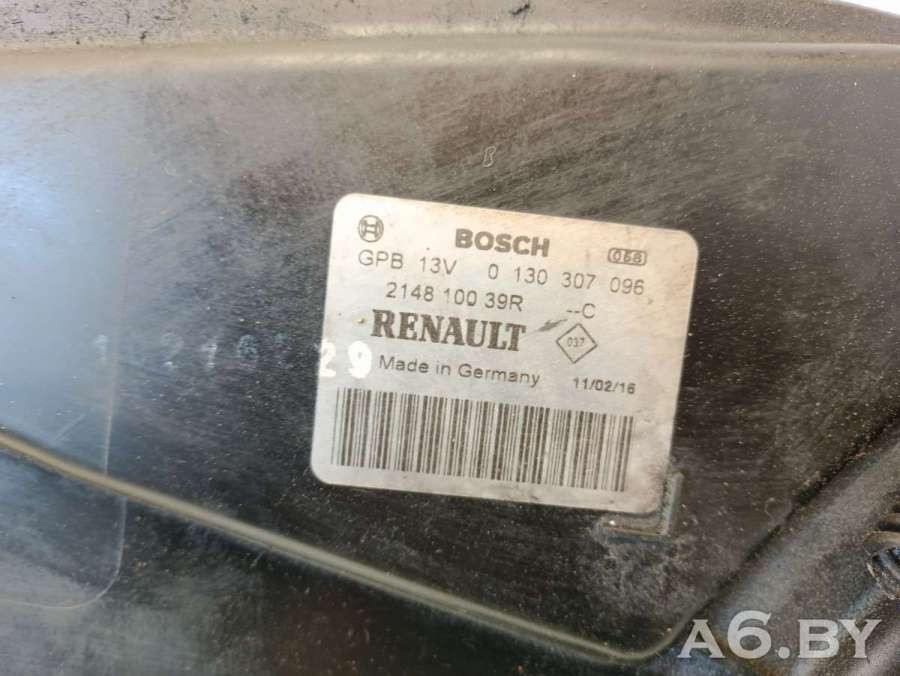 BOSCH
058
GPB 13V 0 130 307 096
2148 100 39R --C
RENAULT
037
29
Made in Germany 11/02/16
A6.BY